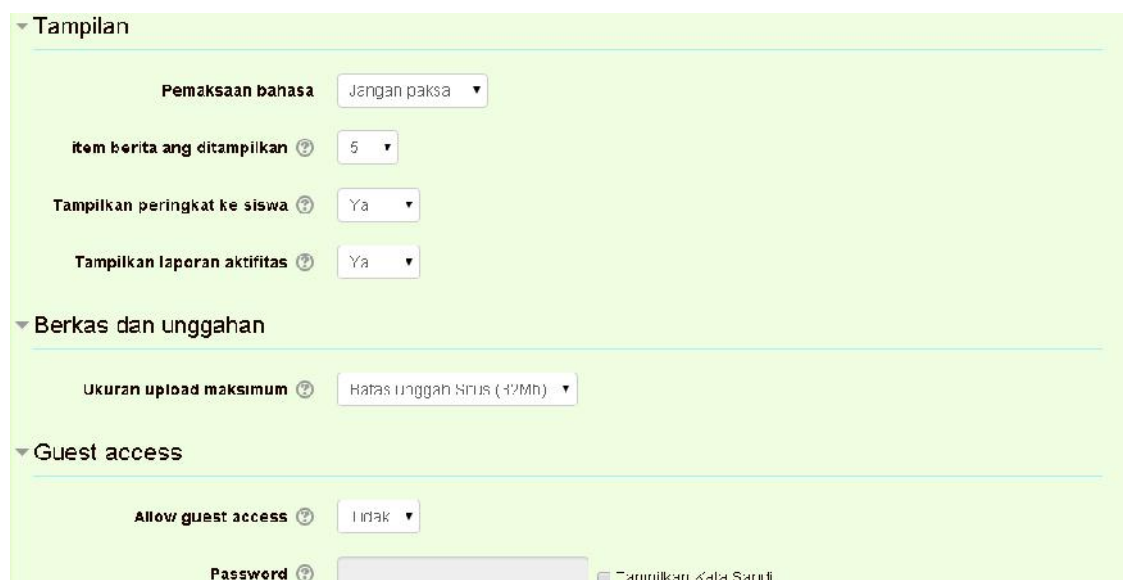 Tampilan
Pemaksaan bahasa Jangan paksa
item berita ang ditampilkan 5
Tampilkan peringkat ke siswa Ya
Tampilkan laporan aktifitas Ya
Berkas dan unggahan
Ukuran upload maksimum Batas unggah Situs (32Mb)
Guest access
Allow guest access Tidak
Password Tampilkan Kata Sandi